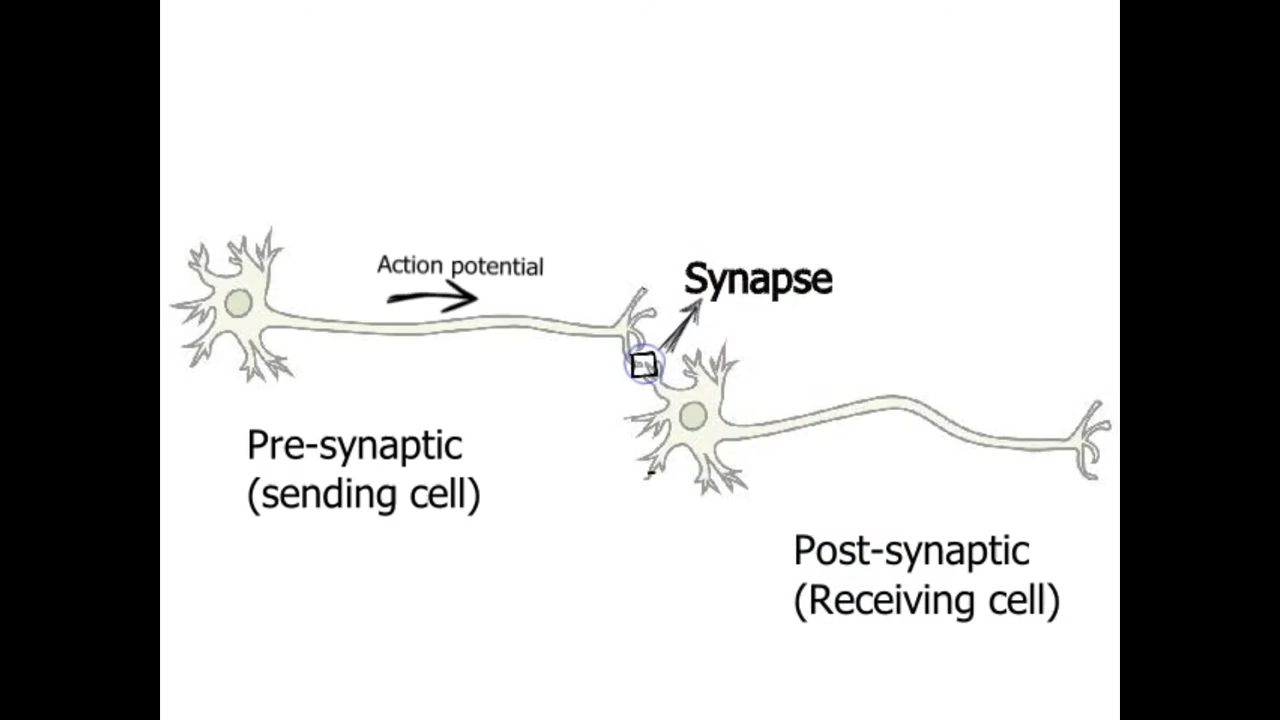 Action potential
Synapse
Pre-synaptic
(sending cell)
Post-synaptic
(Receiving cell)